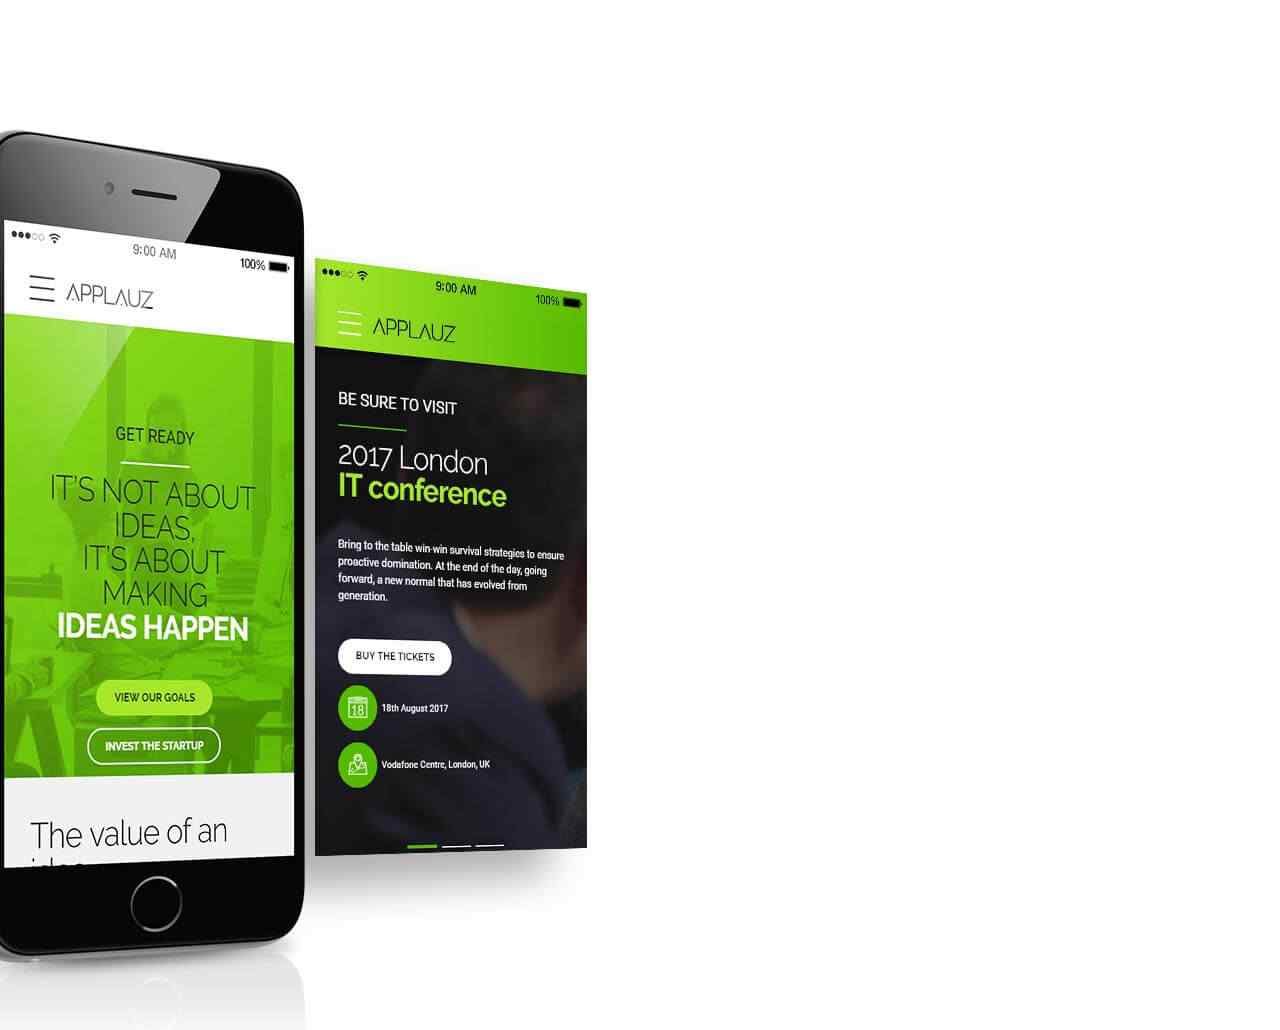 9:00 AM
100%
APPLAUZ
GET READY
IT'S NOT ABOUT
IDEAS,
IT'S ABOUT
MAKING
IDEAS HAPPEN
VIEW OUR GOALS
INVEST THE STARTUP
The value of an
9:00 AM
100%
APPLAUZ
BE SURE TO VISIT
2017 London
IT conference
Bring to the table win-win survival strategies to ensure
proactive domination. At the end of the day, going
forward, a new normal that has evolved from
generation.
BUY THE TICKETS
18
18th August 2017
Vodafone Centre, London, UK